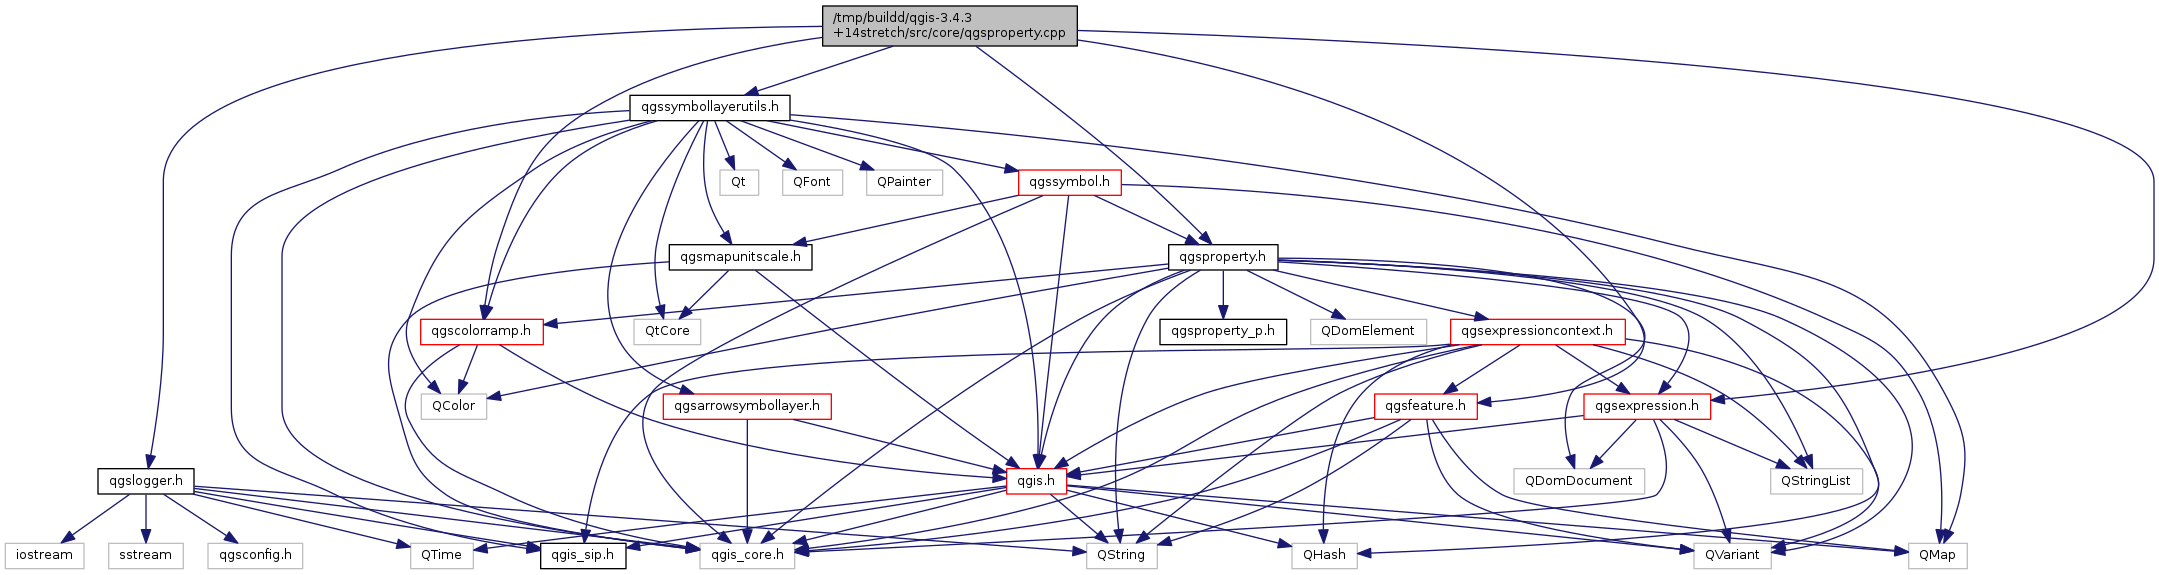 /tmp/buildd/qgis-3.4.3
+14stretch/src/core/qgsproperty.cpp
qgssymbollayerutils.h
Qt
QFont
QPainter
qgssymbol.h
qgsmapunitscale.h
qgsproperty.h
qgscolorramp.h
QtCore
qgsproperty_p.h
QDomElement
qgsexpressioncontext.h
QColor
qgsarrowsymbollayer.h
qgsfeature.h
qgsexpression.h
qgslogger.h
qgis.h
QDomDocument
QStringList
iostream
sstream
qgsconfig.h
QTime
qgis_sip.h
qgis_core.h
QString
QHash
QVariant
QMap